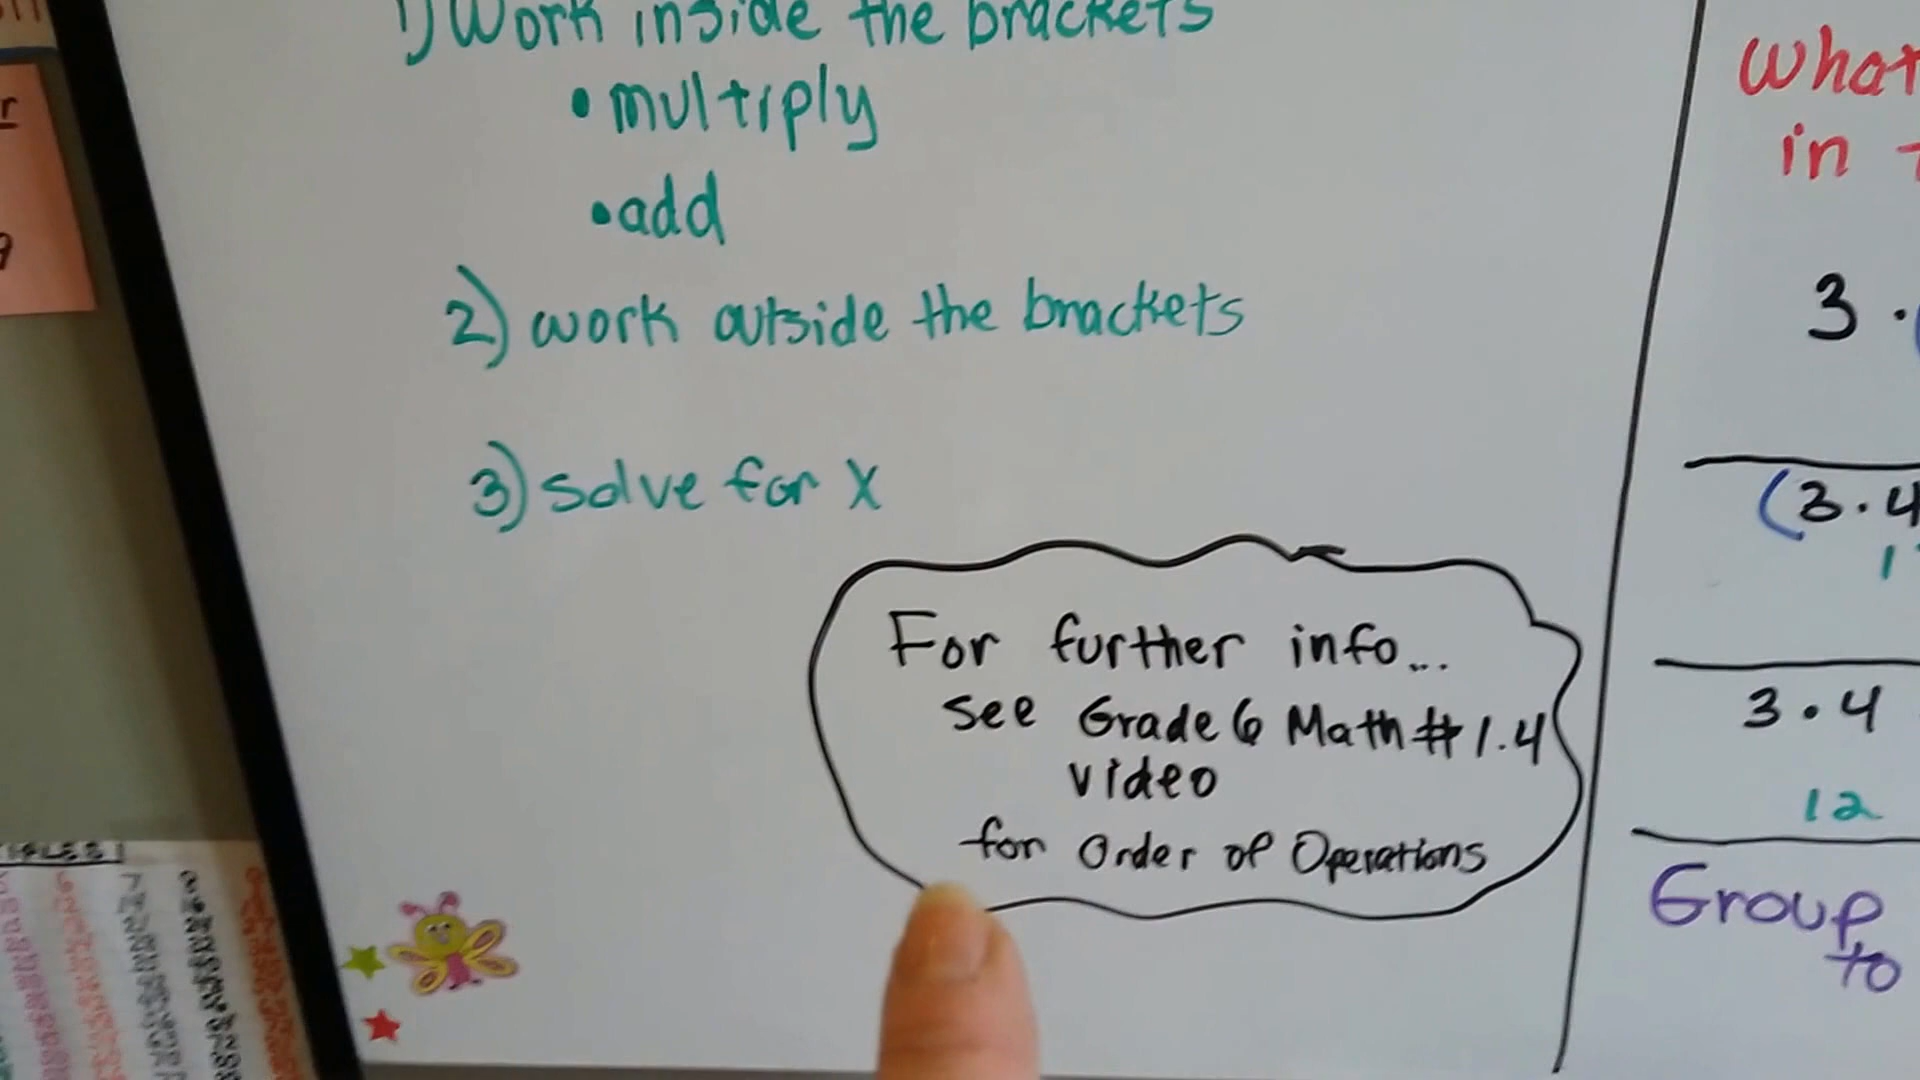 1) Work inside the brackets
• multiply
• add
2) work outside the brackets
3) solve for X
For further info...
see Grade 6 Math # 1.4
video
for Order of Operations
What
in
3 ·
(3 · 4
3 · 4
12
Group
to